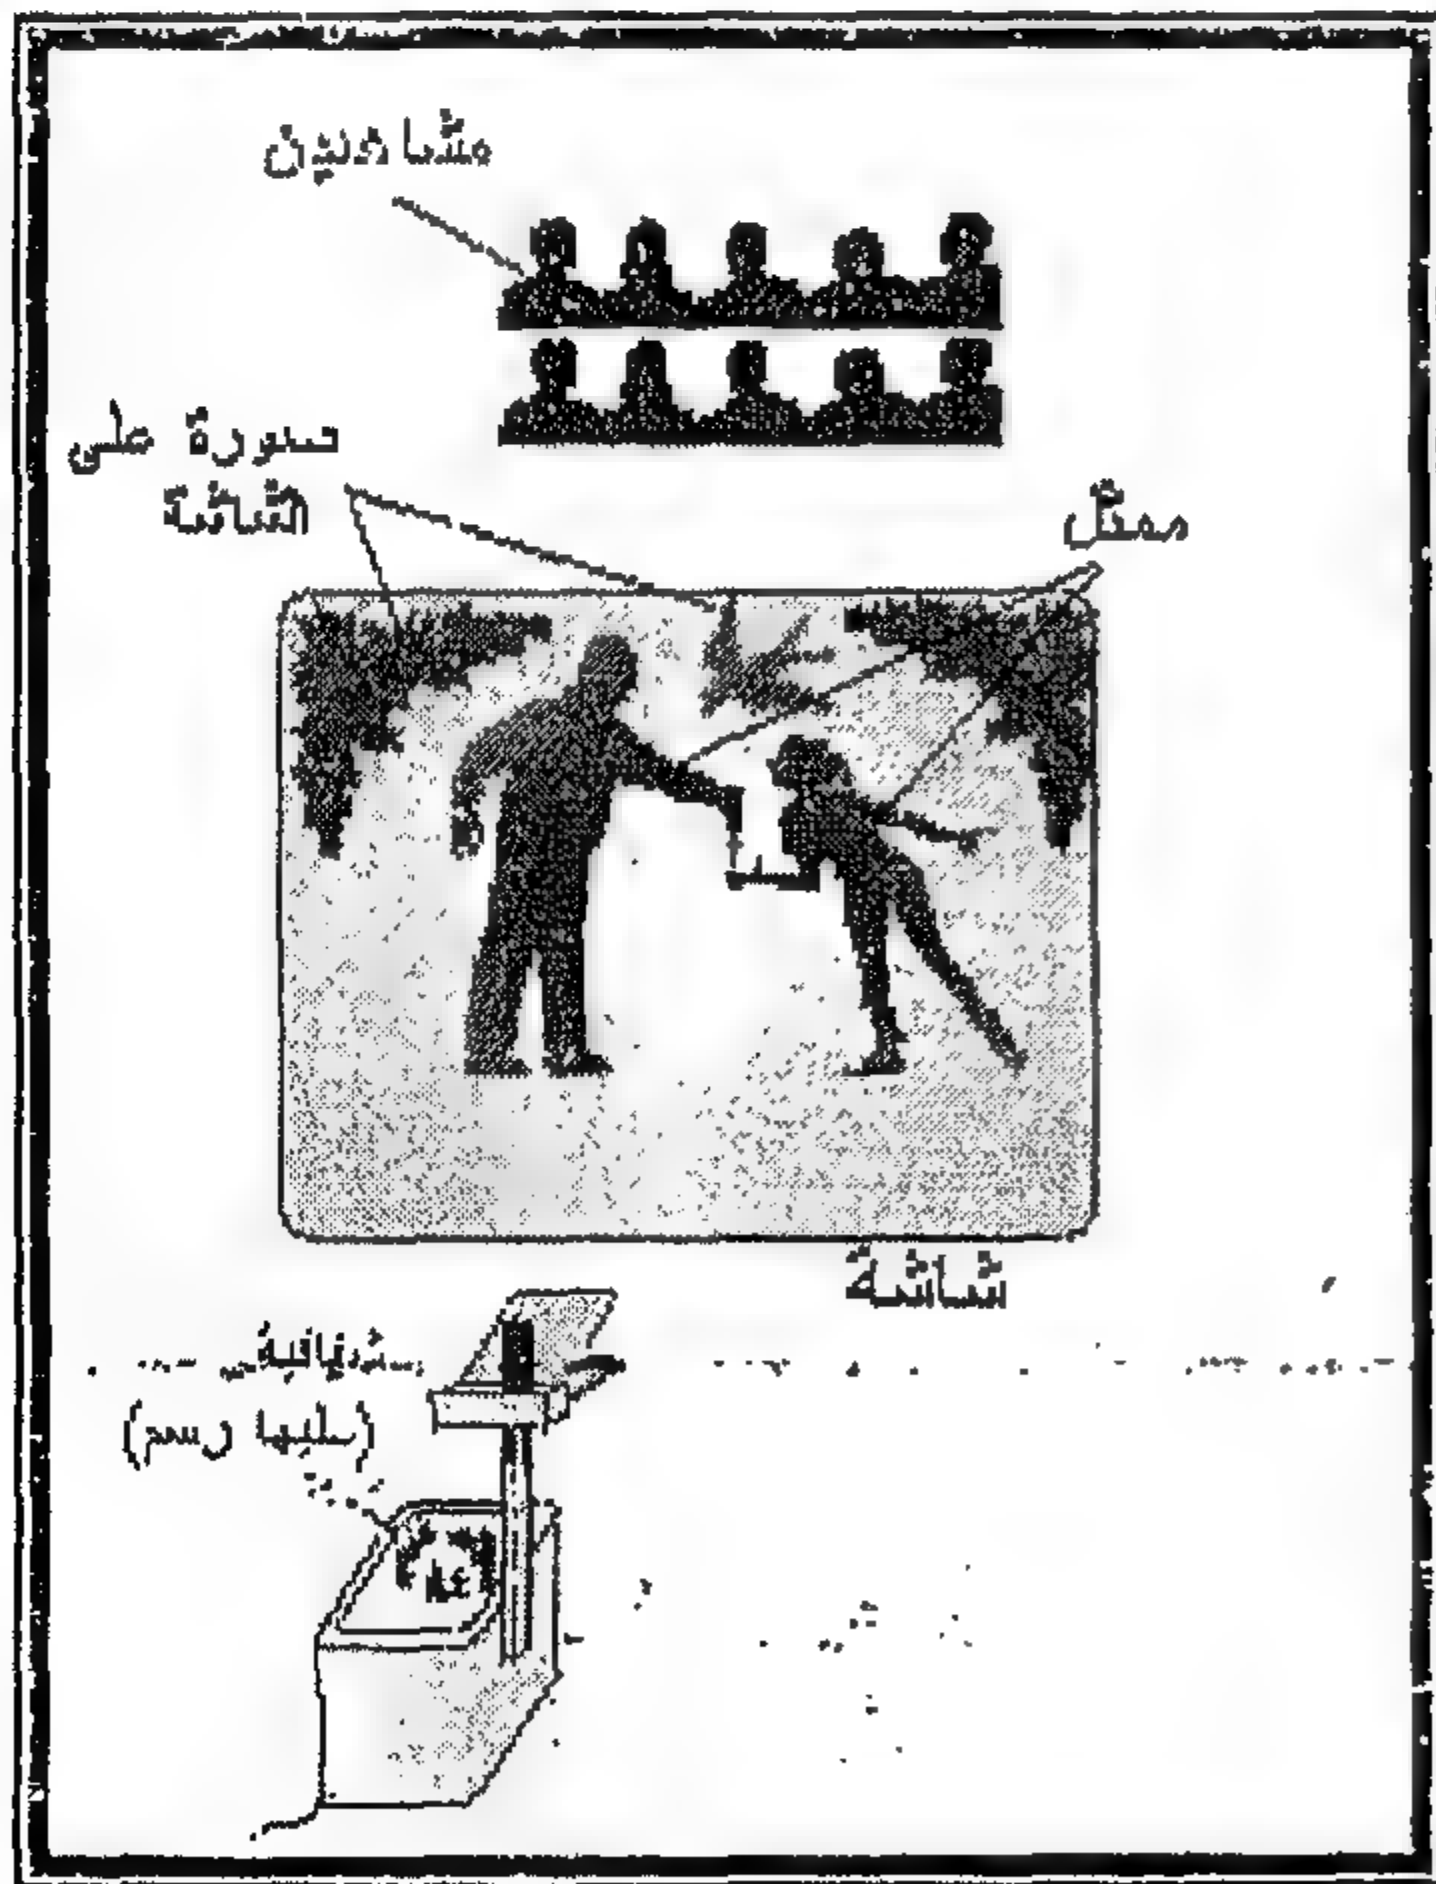 مشاهدين
صورة على
الشاشة
ممثل
شاشة
شفافية
(عليها رسم)